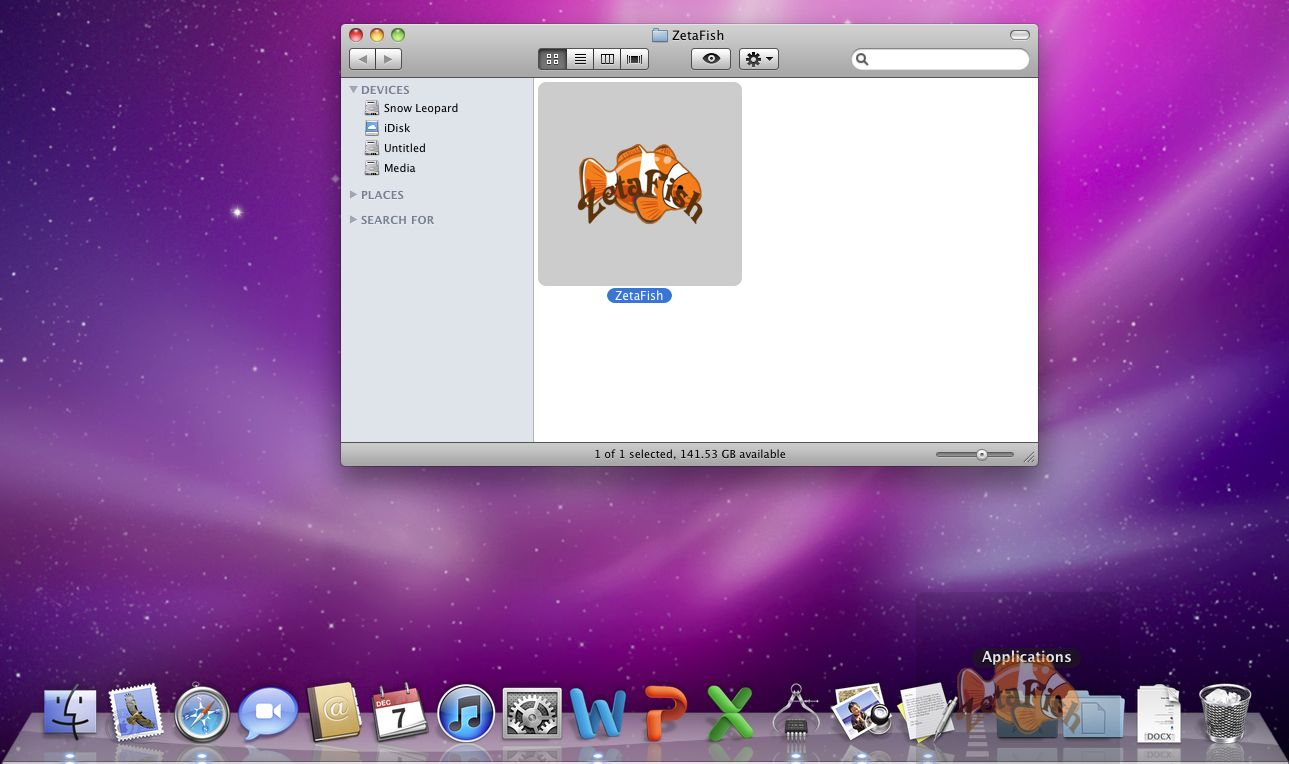 ZetaFish
DEVICES
Snow Leopard
iDisk
Untitled
Media
PLACES
SEARCH FOR
ZetaFish
ZetaFish
1 of 1 selected, 141.53 GB available
Applications
ZetaFish
@
DEC
7
W
P
X
DOCX